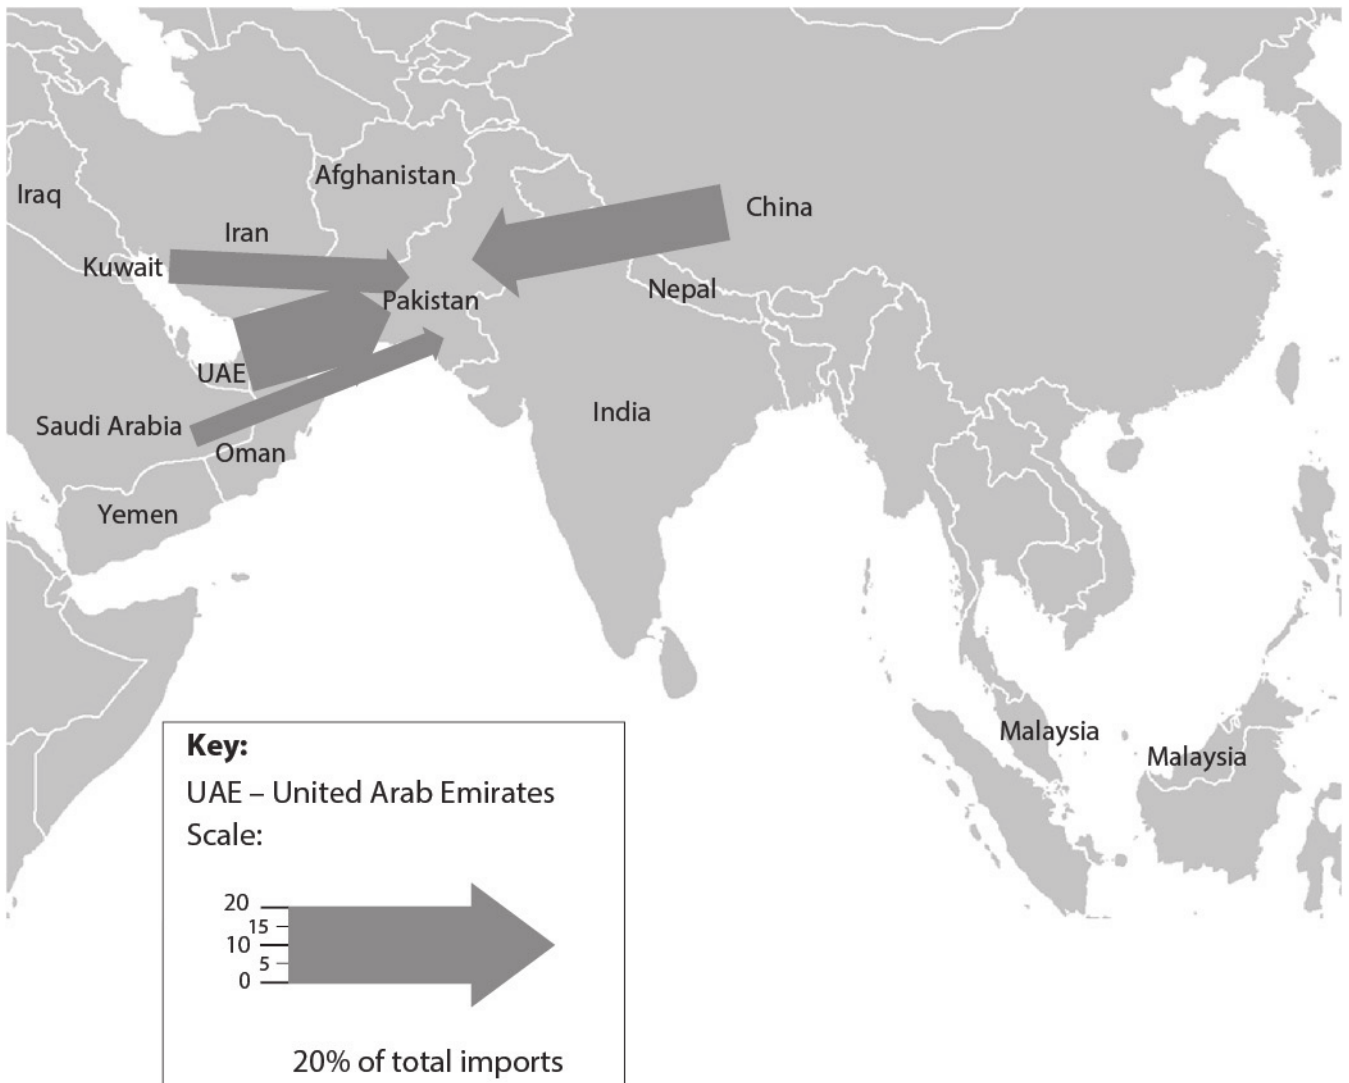 Afghanistan
Iraq
China
Iran
Kuwait
Nepal
Pakistan
UAE
India
Saudi Arabia
Oman
Yemen
Malaysia
Malaysia
Key:
UAE – United Arab Emirates
Scale:
20
15
10
5
0
20% of total imports